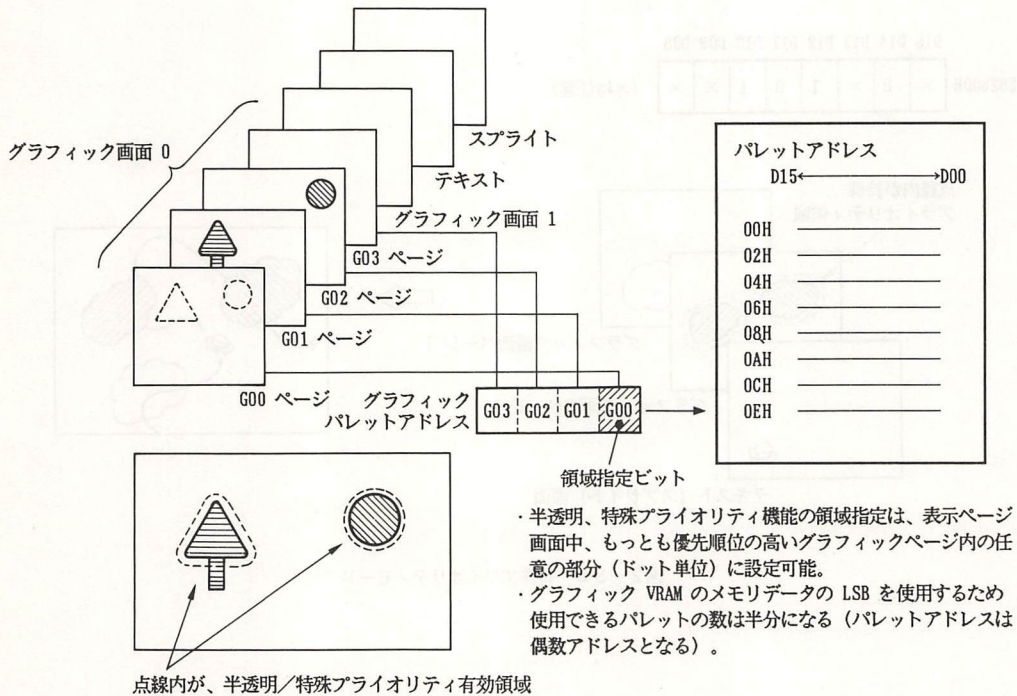 スプライト
グラフィック画面 0
テキスト
グラフィック画面 1
G03 ページ
G02 ページ
G01 ページ
G00 ページ
グラフィック
パレットアドレス
G03 G02 G01 G00
領域指定ビット
パレットアドレス
D15 D00
00H
02H
04H
06H
08H
0AH
0CH
0EH
・半透明、特殊プライオリティ機能の領域指定は、表示ページ
画面中、もっとも優先順位の高いグラフィックページ内の任
意の部分（ドット単位）に設定可能。
・グラフィック VRAM のメモリデータの LSB を使用するため
使用できるパレットの数は半分になる（パレットアドレスは
偶数アドレスとなる）。
点線内が、半透明／特殊プライオリティ有効領域